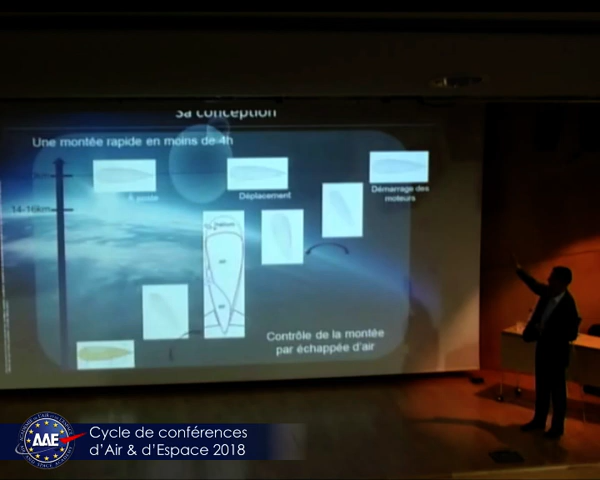 Sa conception
Une montée rapide en moins de 4h
À poste
Déplacement
Démarrage des
moteurs
14-16km
Contrôle de la montée
par échappée d'air
AAE
Cycle de conférences
d'Air & d'Espace 2018